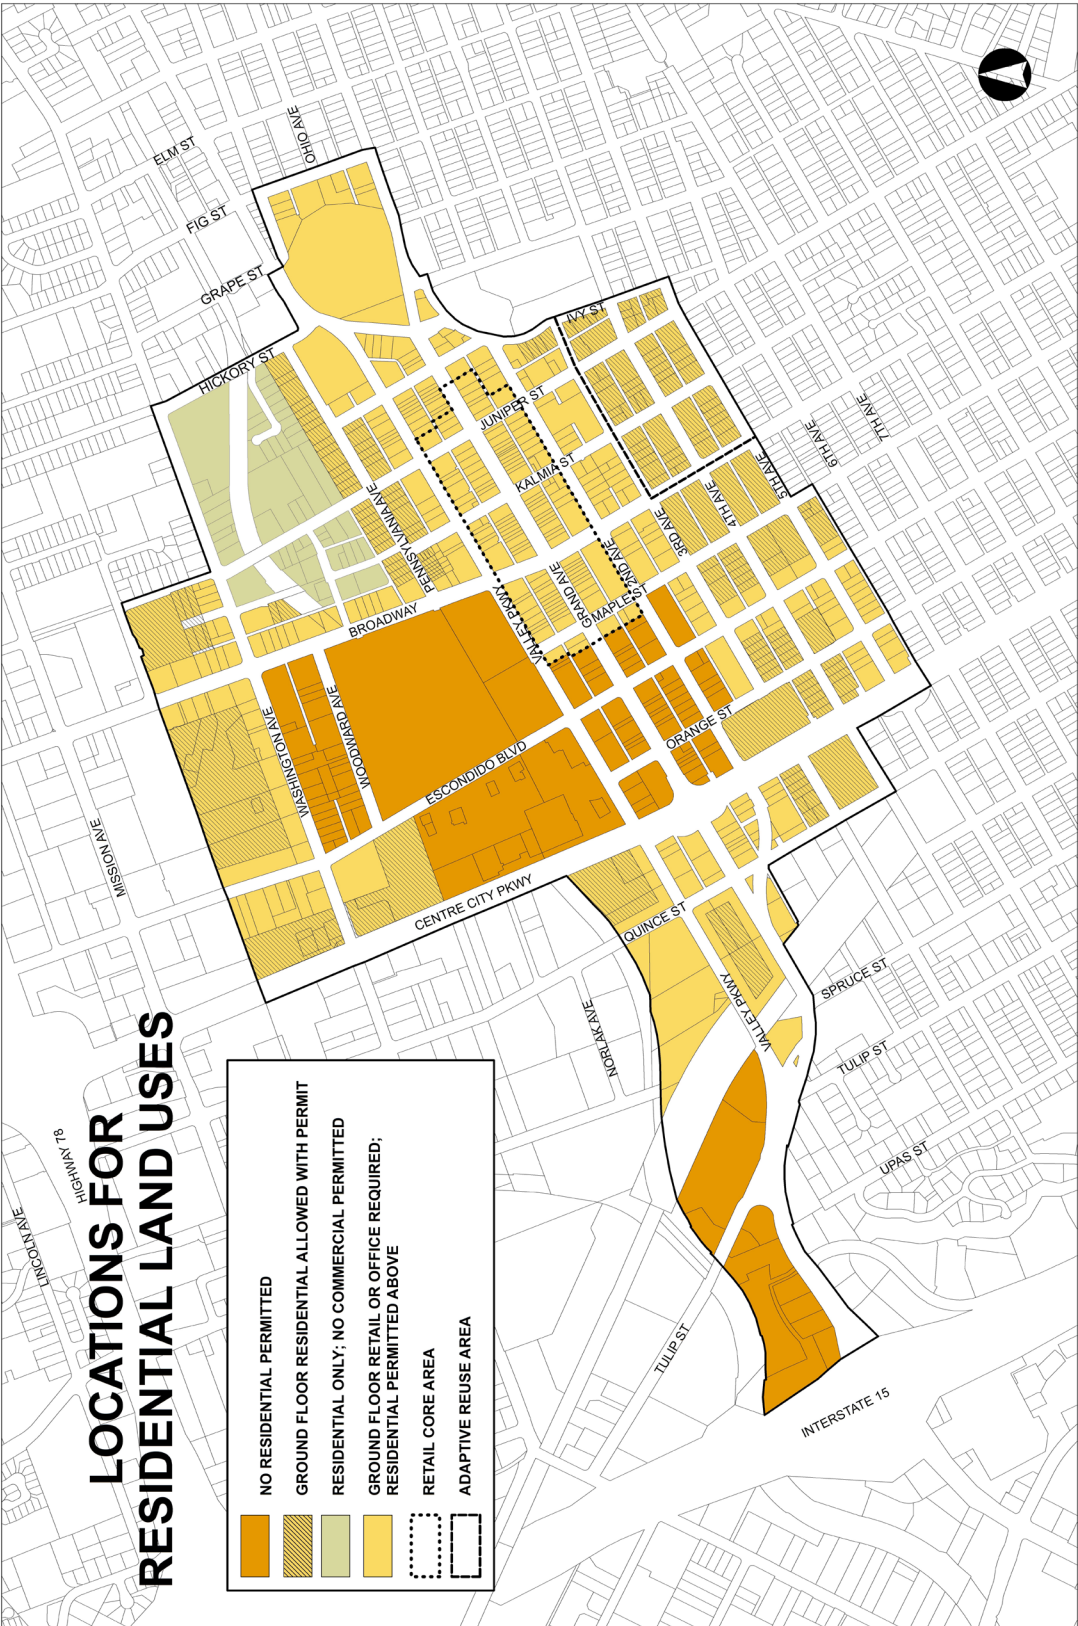 LOCATIONS FOR
RESIDENTIAL LAND USES
NO RESIDENTIAL PERMITTED
GROUND FLOOR RESIDENTIAL ALLOWED WITH PERMIT
RESIDENTIAL ONLY; NO COMMERCIAL PERMITTED
GROUND FLOOR RETAIL OR OFFICE REQUIRED;
RESIDENTIAL PERMITTED ABOVE
RETAIL CORE AREA
ADAPTIVE REUSE AREA
LINCOLN AVE
HIGHWAY 78
MISSION AVE
WASHINGTON AVE
WOODWARD AVE
ESCONDIDO BLVD
CENTRE CITY PKWY
BROADWAY
PENNSYLVANIA AVE
VALLEY PKWY
GRAND AVE
2ND AVE
3RD AVE
4TH AVE
5TH AVE
6TH AVE
7TH AVE
HICKORY ST
GRAPE ST
FIG ST
ELM ST
OHIO AVE
IVY ST
JUNIPER ST
KALMIA ST
MAPLE ST
ORANGE ST
QUINCE ST
VALLEY PKWY
SPRUCE ST
TULIP ST
UPAS ST
NORLAK AVE
TULIP ST
INTERSTATE 15